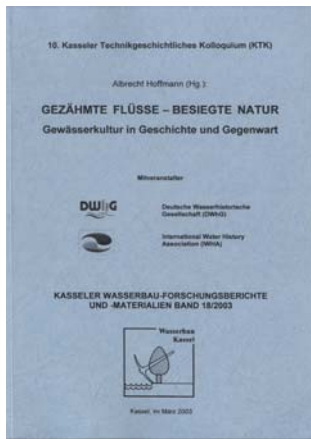 10. Kasseler Technikgeschichtliches Kolloquium (KTK)
Albrecht Hoffmann (Hg.):
GEZÄHMTE FLÜSSE – BESIEGTE NATUR
Gewässerkultur in Geschichte und Gegenwart
Mitveranstalter
DWhG
Deutsche Wasserhistorische
Gesellschaft (DWhG)
International Water History
Association (IWHA)
KASSELER WASSERBAU-FORSCHUNGSBERICHTE
UND -MATERIALIEN BAND 18/2003
Wasserbau
Kassel
Kassel, im März 2003